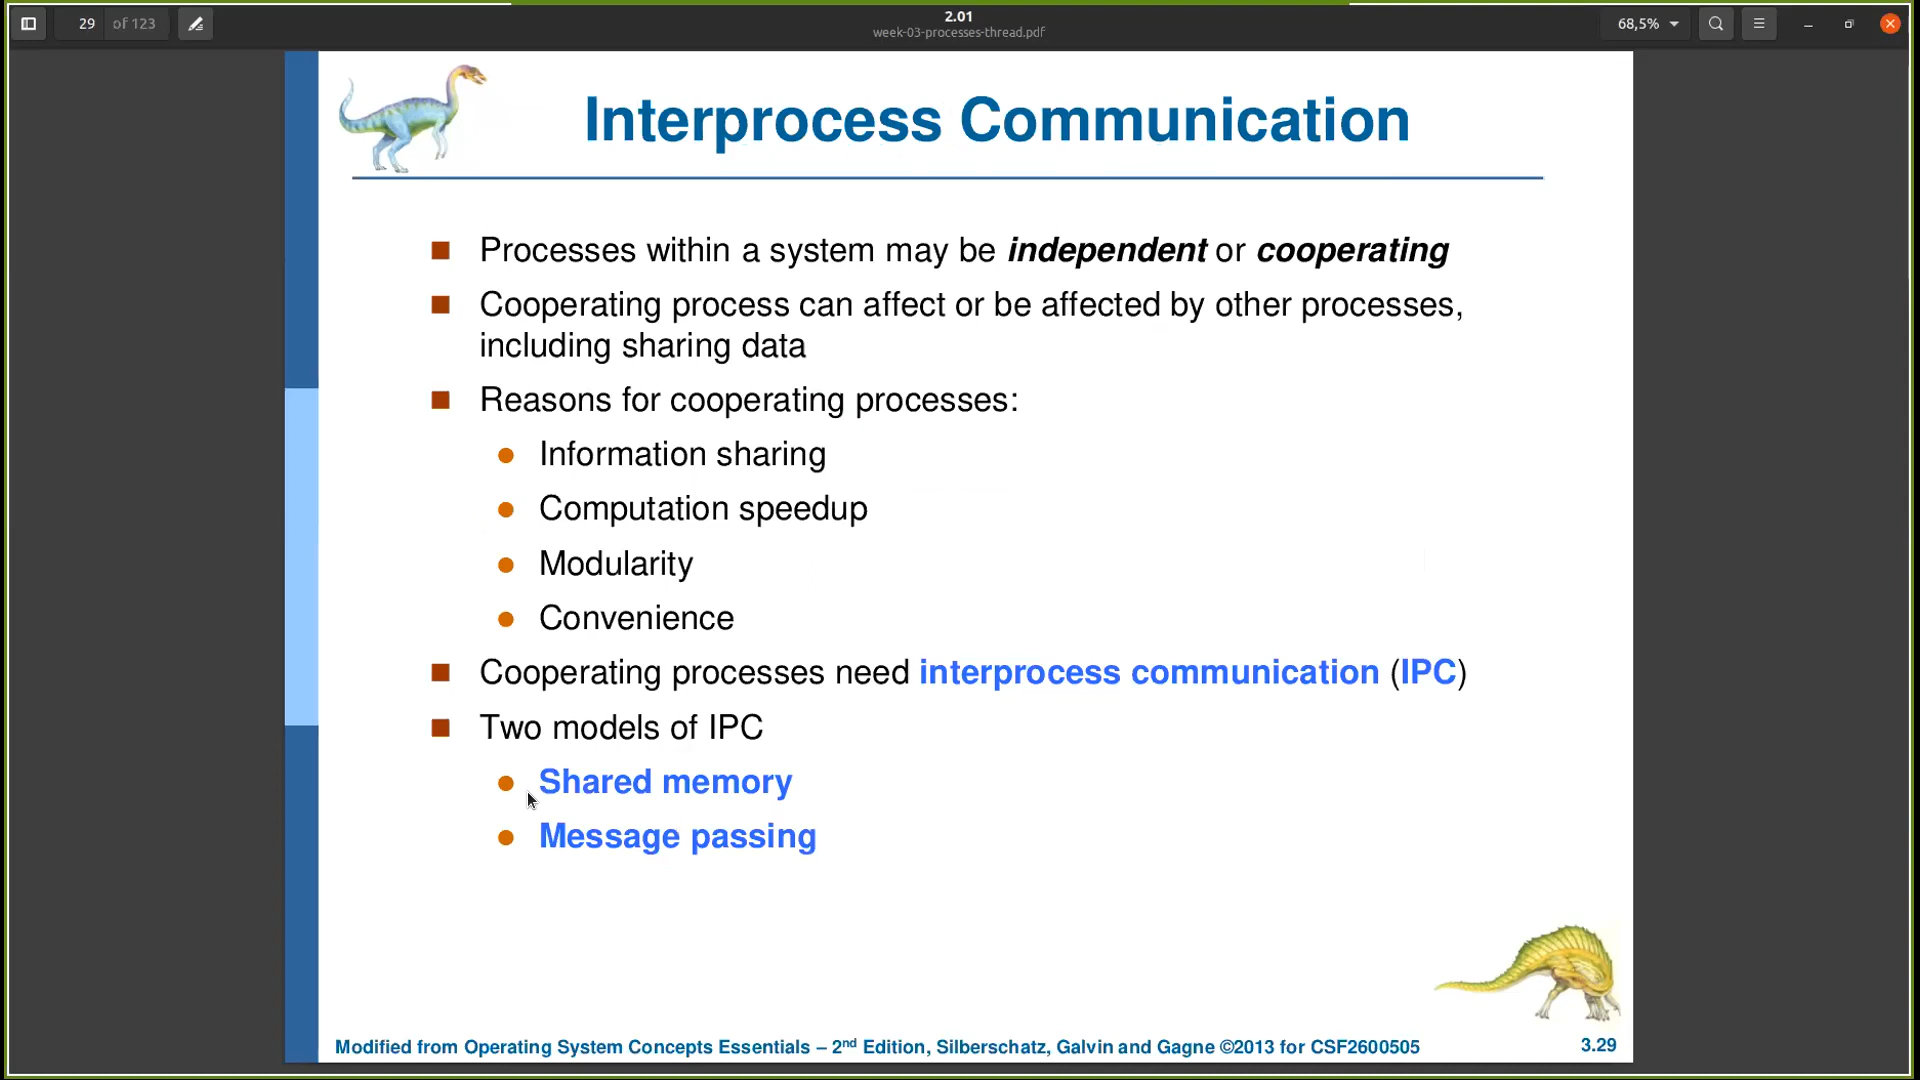 29 of 123
2.01
week-03-processes-thread.pdf
68,5%
Interprocess Communication
Processes within a system may be independent or cooperating
Cooperating process can affect or be affected by other processes,
including sharing data
Reasons for cooperating processes:
Information sharing
Computation speedup
Modularity
Convenience
Cooperating processes need interprocess communication (IPC)
Two models of IPC
Shared memory
Message passing
Modified from Operating System Concepts Essentials – 2nd Edition, Silberschatz, Galvin and Gagne ©2013 for CSF2600505
3.29